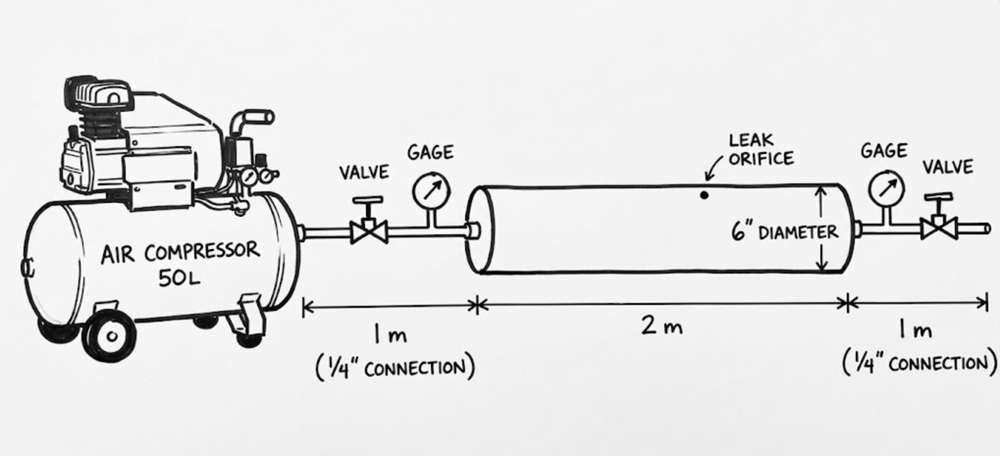 LEAK
ORIFICE
GAGE
GAGE
VALVE
VALVE
6" DIAMETER
AIR COMPRESSOR
50L
1 m
(1/4" CONNECTION)
2 m
1 m
(1/4" CONNECTION)